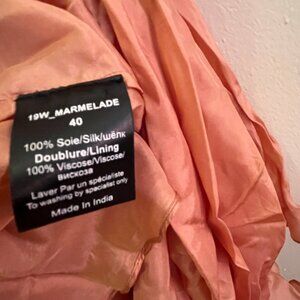 19W_MARMELADE
40
100% Soie/Silk/шёлк
Doublure/Lining
100% Viscose/Viscose/
Вискоза
Laver Par un spécialiste
To washing by specialist only
Made In India